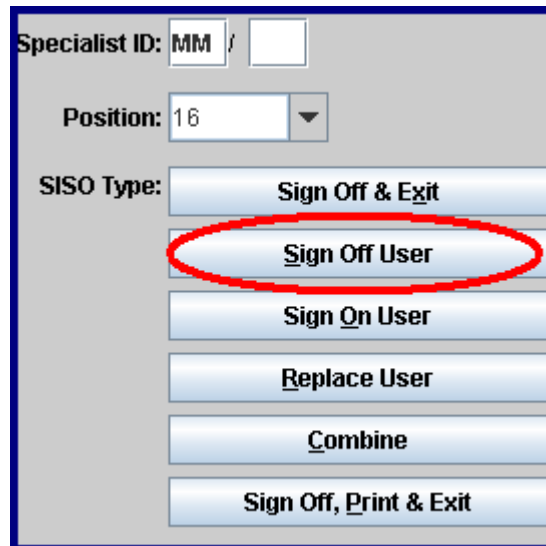 Specialist ID: MM /
Position: 16
SISO Type: Sign Off & Exit
Sign Off User
Sign On User
Replace User
Combine
Sign Off, Print & Exit